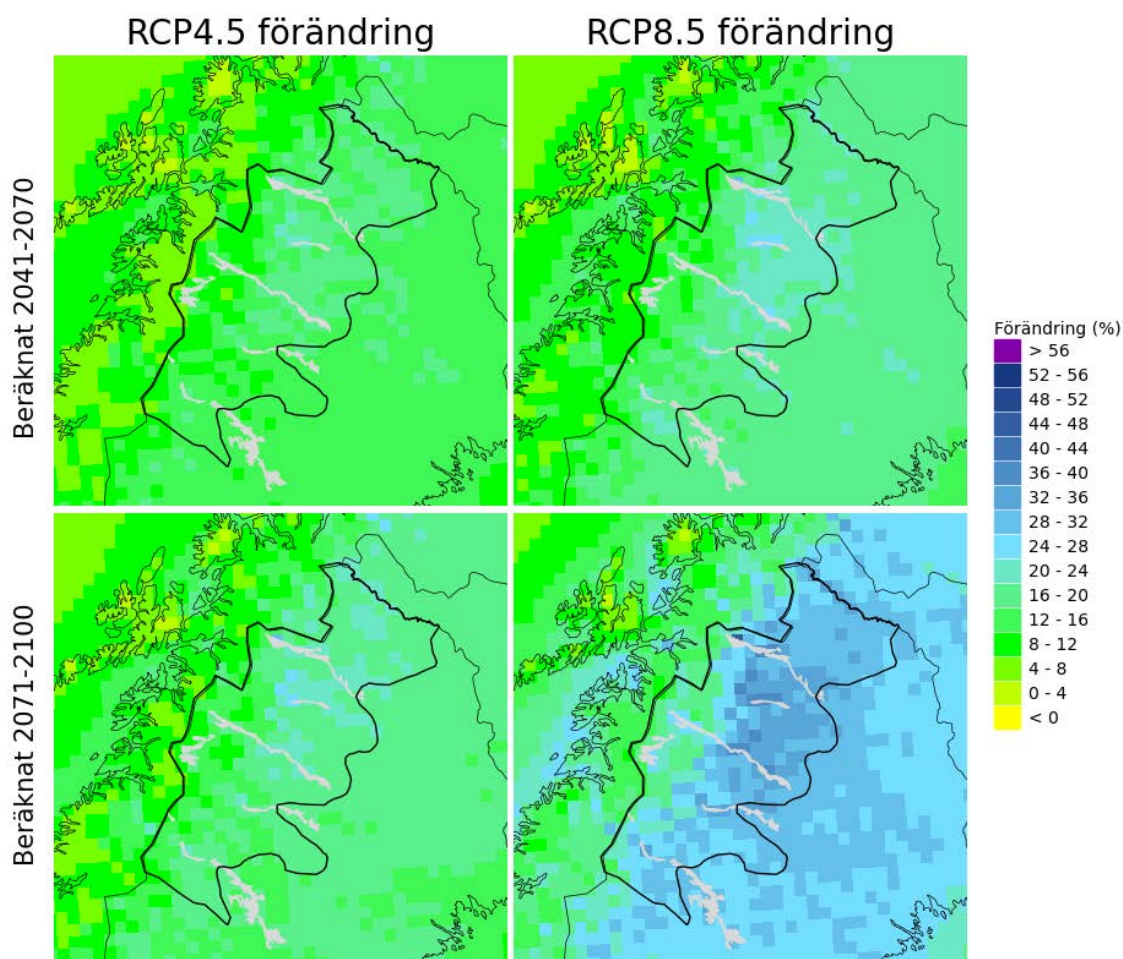 RCP4.5 förändring
RCP8.5 förändring
Beräknat 2041-2070
Beräknat 2071-2100
Förändring (%)
> 56
52 - 56
48 - 52
44 - 48
40 - 44
36 - 40
32 - 36
28 - 32
24 - 28
20 - 24
16 - 20
12 - 16
8 - 12
4 - 8
0 - 4
< 0